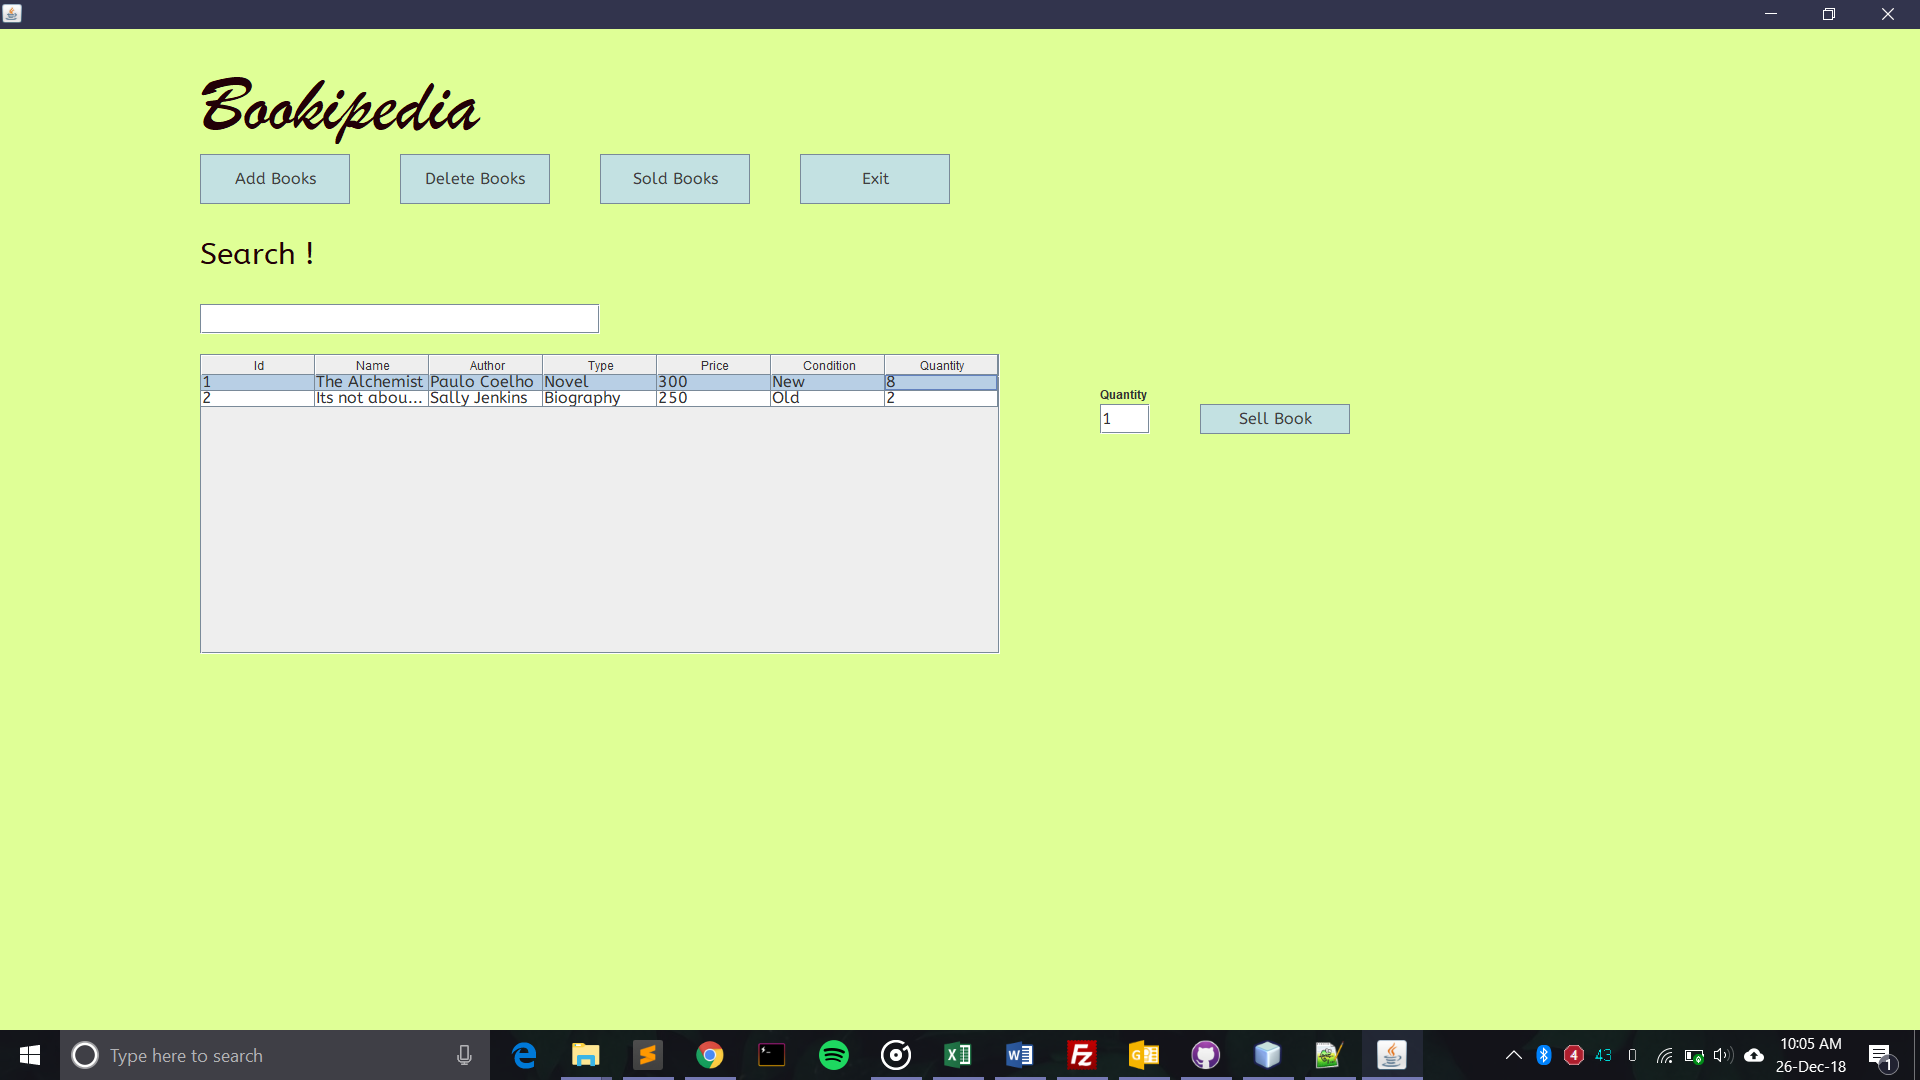 Bookipedia
Add Books Delete Books Sold Books Exit
Search !
Id Name Author Type Price Condition Quantity
1 The Alchemist Paulo Coelho Novel 300 New 8
2 Its not abou... Sally Jenkins Biography 250 Old 2
Quantity
1 Sell Book
Type here to search
4 43
10:05 AM
26-Dec-18
1